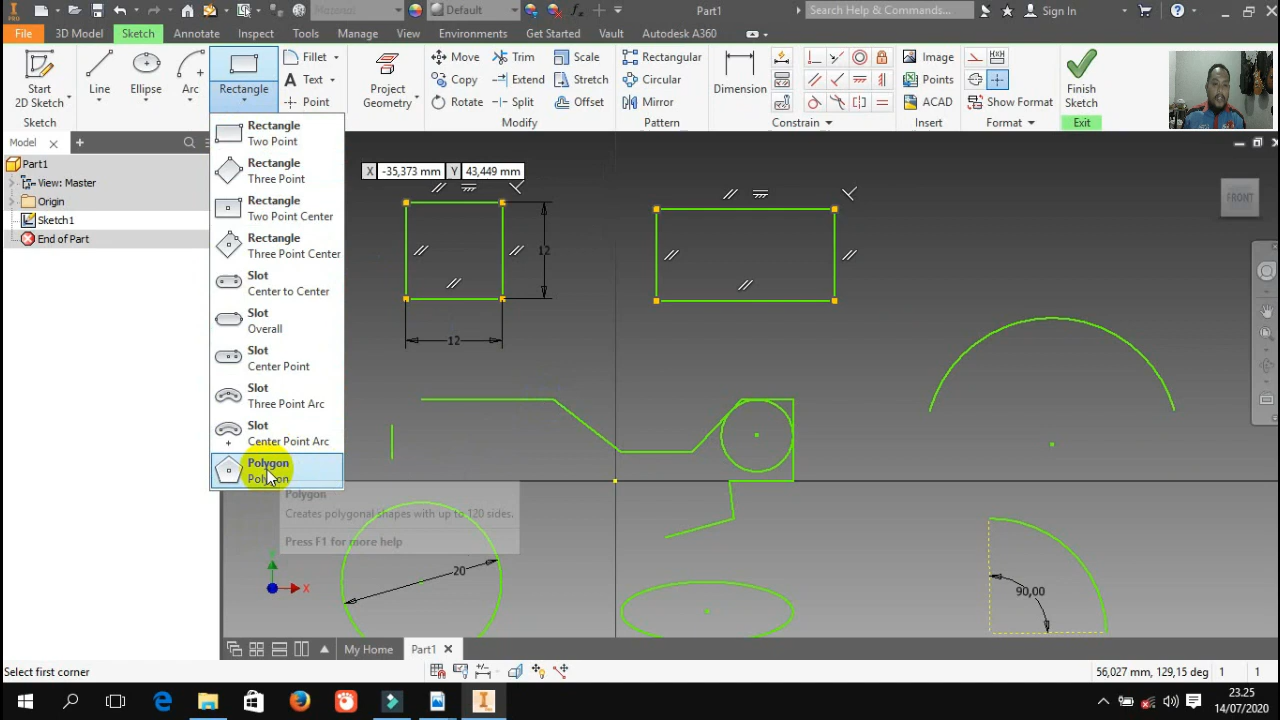 PRO
Mazonal
Default
Part1
Search Help & Commands...
Sign In
File
3D Model
Sketch
Annotate
Inspect
Tools
Manage
View
Environments
Get Started
Vault
Autodesk A360
Start
2D Sketch
Line
Ellipse
Arc
Rectangle
Fillet
Text
Point
Project
Geometry
Move
Copy
Rotate
Trim
Extend
Split
Scale
Stretch
Offset
Rectangular
Circular
Mirror
Dimension
Image
Points
ACAD
Show Format
Finish
Sketch
Sketch
Modify
Pattern
Constrain
Insert
Format
Exit
Model
Part1
View: Master
Origin
Sketch1
End of Part
Rectangle
Two Point
Rectangle
Three Point
Rectangle
Two Point Center
Rectangle
Three Point Center
Slot
Center to Center
Slot
Overall
Slot
Center Point
Slot
Three Point Arc
Slot
Center Point Arc
Polygon
Polygon
Polygon
Creates polygonal shapes with up to 120 sides.
Press F1 for more help
X -35,373 mm Y 43,449 mm
12
12
FRONT
20
90,00
X
My Home
Part1
Select first corner
56,027 mm, 129,15 deg 1 1
23.25
14/07/2020